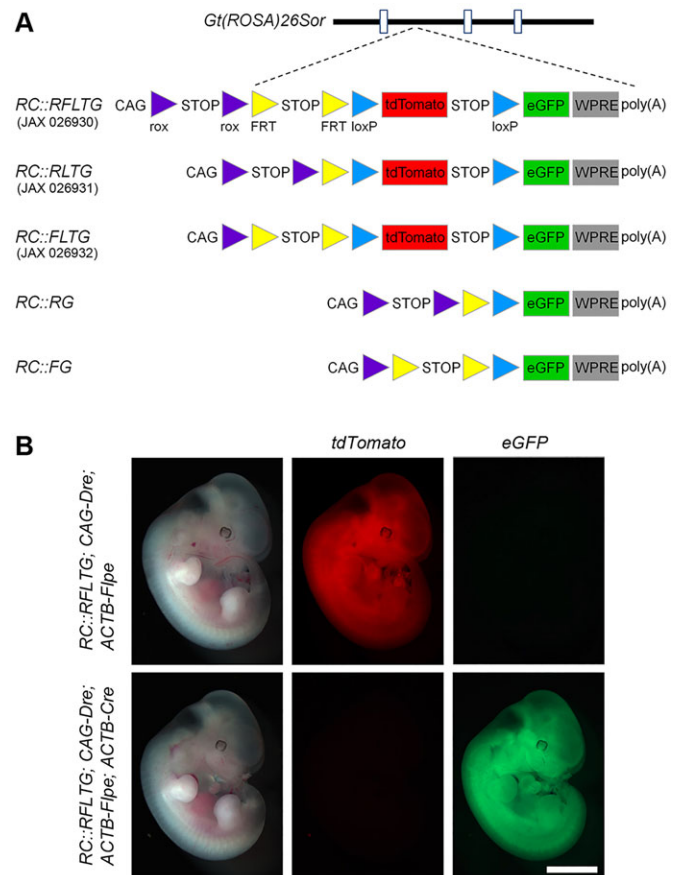 A
Gt(ROSA)26Sor
RC::RFLTG CAG STOP STOP tdTomato STOP eGFP WPRE poly(A)
(JAX 026930) rox rox FRT FRT loxP loxP
RC::RLTG CAG STOP tdTomato STOP eGFP WPRE poly(A)
(JAX 026931)
RC::FLTG CAG STOP tdTomato STOP eGFP WPRE poly(A)
(JAX 026932)
RC::RG CAG STOP eGFP WPRE poly(A)
RC::FG CAG STOP eGFP WPRE poly(A)
B
tdTomato eGFP
RC::RFLTG; CAG-Dre;
ACTB-Flpe
RC::RFLTG; CAG-Dre;
ACTB-Flpe; ACTB-Cre